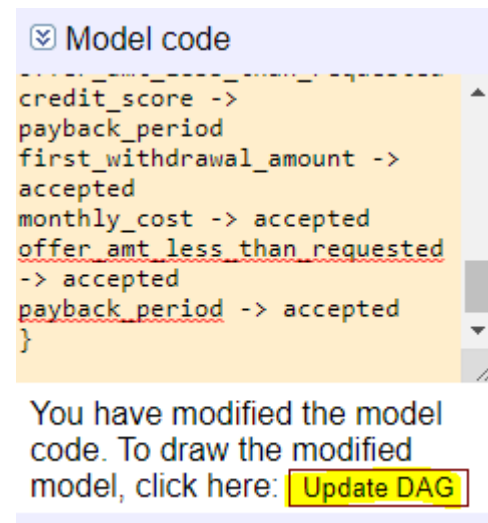 Model code
offer_amt_less_than_requested
credit_score ->
payback_period
first_withdrawal_amount ->
accepted
monthly_cost -> accepted
offer_amt_less_than_requested
-> accepted
payback_period -> accepted
}
You have modified the model
code. To draw the modified
model, click here: Update DAG